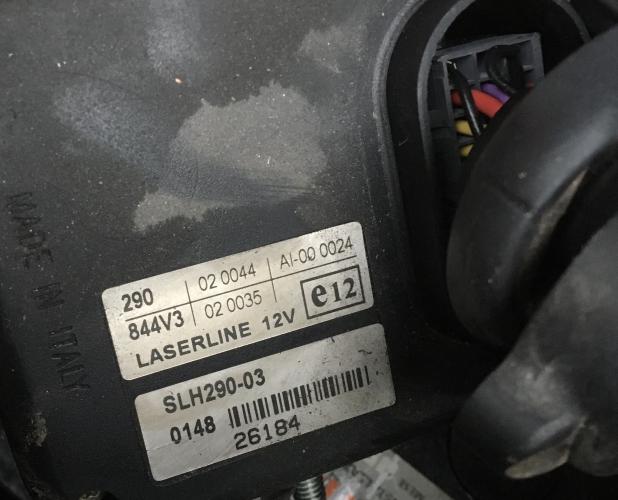 MADE IN ITALY
290 02 0044 AI-00 0024
844V3 02 0035 e12
LASERLINE 12V
SLH290-03
0148
26184